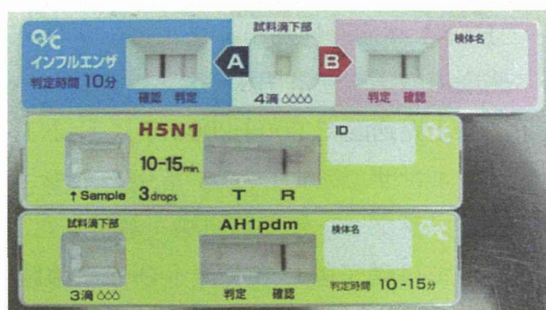 インフルエンザ
判定時間 10分
確認 判定
A
試料滴下部
4滴
B
判定 確認
検体名
H5N1
10-15min.
↑ Sample 3drops
T R
ID
試料滴下部
3滴
AH1pdm
判定 確認
検体名
判定時間 10-15分